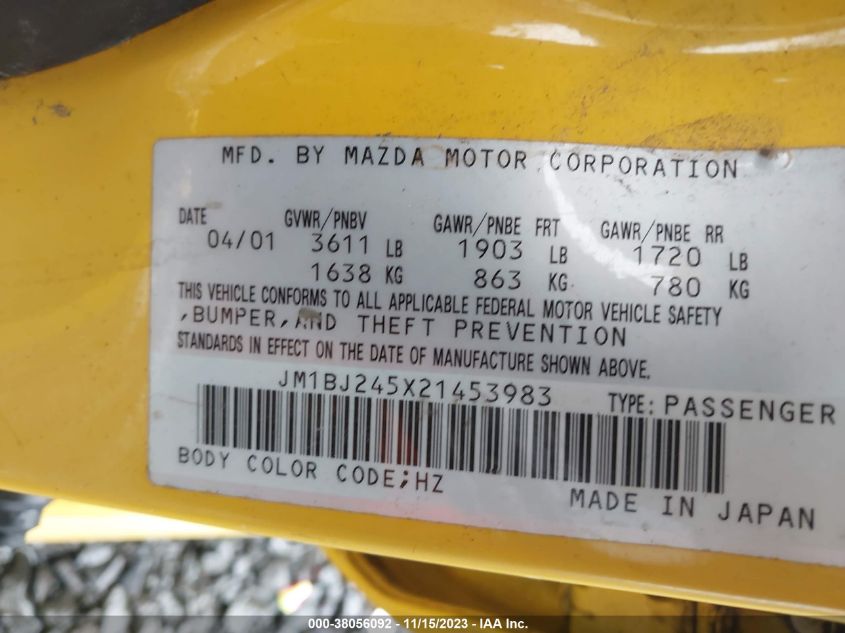 MFD. BY MAZDA MOTOR CORPORATION
DATE GVWR/PNBV GAWR/PNBE FRT GAWR/PNBE RR
04/01 3611 LB 1903 LB 1720 LB
1638 KG 863 KG 780 KG
THIS VEHICLE CONFORMS TO ALL APPLICABLE FEDERAL MOTOR VEHICLE SAFETY
,BUMPER,AND THEFT PREVENTION
STANDARDS IN EFFECT ON THE DATE OF MANUFACTURE SHOWN ABOVE.
JM1BJ245X21453983 TYPE: PASSENGER
BODY COLOR CODE;HZ
MADE IN JAPAN
000-38056092 - 11/15/2023 - IAA Inc.